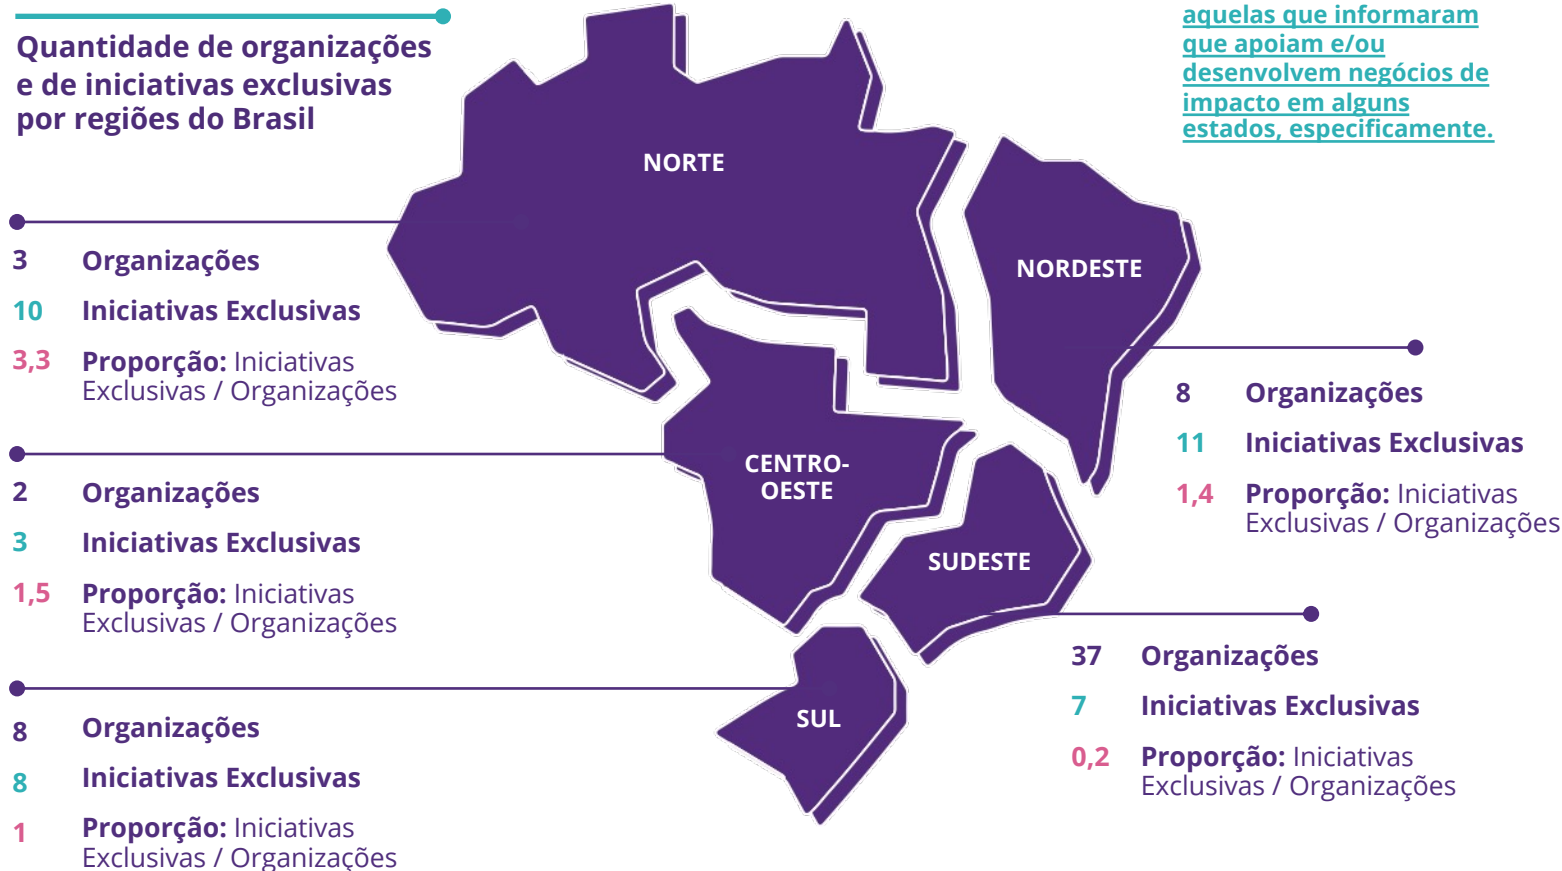 Quantidade de organizações
e de iniciativas exclusivas
por regiões do Brasil
aquelas que informaram
que apoiam e/ou
desenvolvem negócios de
impacto em alguns
estados, especificamente.
NORTE
3 Organizações
10 Iniciativas Exclusivas
3,3 Proporção: Iniciativas
Exclusivas / Organizações
NORDESTE
8 Organizações
11 Iniciativas Exclusivas
1,4 Proporção: Iniciativas
Exclusivas / Organizações
CENTRO-
OESTE
2 Organizações
3 Iniciativas Exclusivas
1,5 Proporção: Iniciativas
Exclusivas / Organizações
SUDESTE
37 Organizações
7 Iniciativas Exclusivas
0,2 Proporção: Iniciativas
Exclusivas / Organizações
SUL
8 Organizações
8 Iniciativas Exclusivas
1 Proporção: Iniciativas
Exclusivas / Organizações